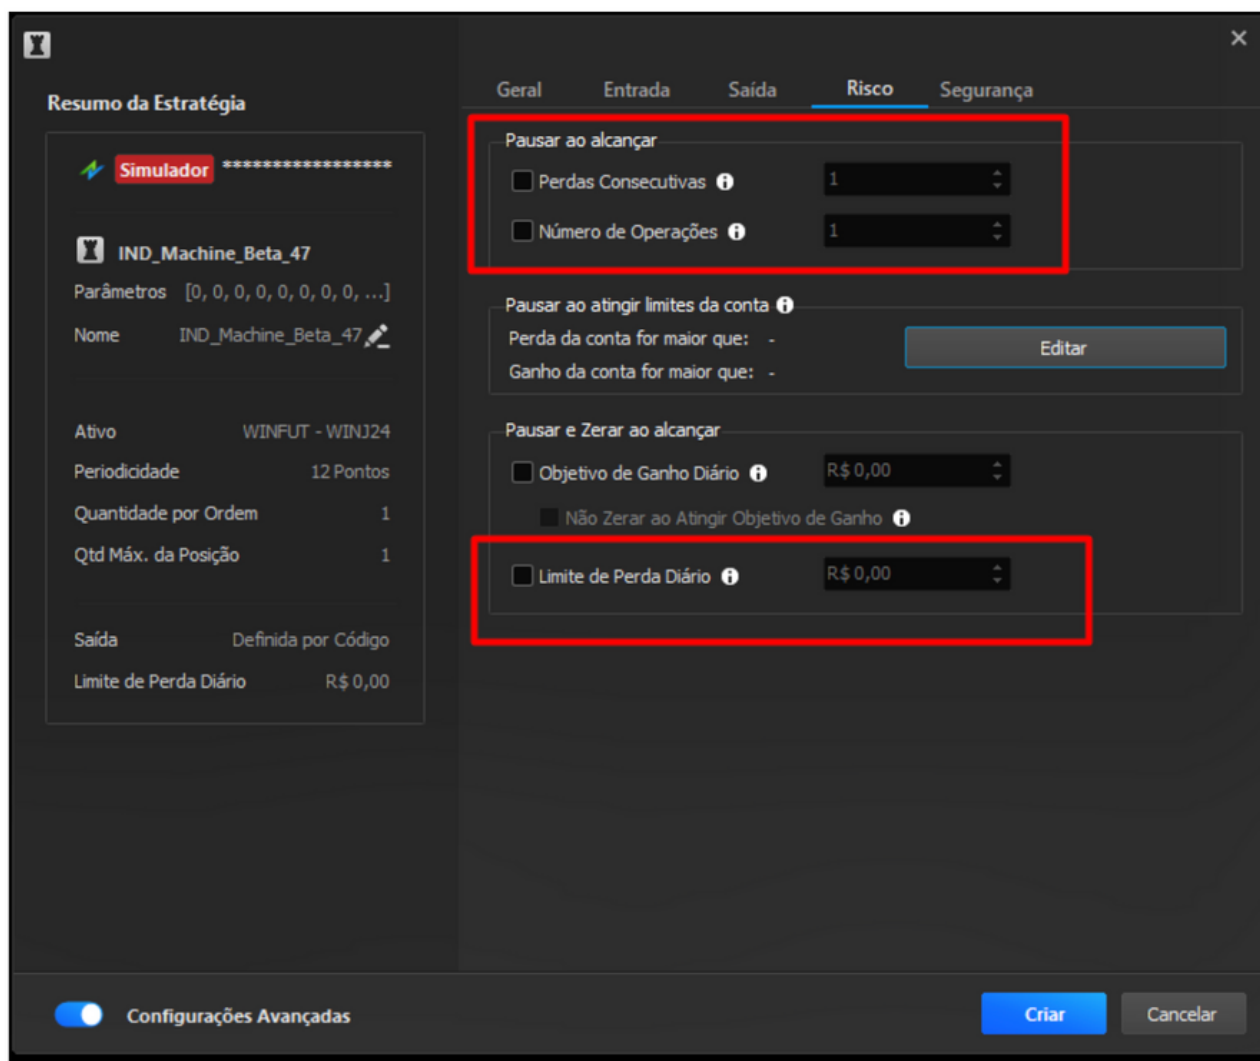 Resumo da Estratégia
Simulador *****************
IND_Machine_Beta_47
Parâmetros [0, 0, 0, 0, 0, 0, 0, 0, ...]
Nome IND_Machine_Beta_47
Ativo WINFUT - WINJ24
Periodicidade 12 Pontos
Quantidade por Ordem 1
Qtd Máx. da Posição 1
Saída Definida por Código
Limite de Perda Diário R$ 0,00
Geral Entrada Saída Risco Segurança
Pausar ao alcançar
Perdas Consecutivas 1
Número de Operações 1
Pausar ao atingir limites da conta
Perda da conta for maior que: -
Ganho da conta for maior que: -
Editar
Pausar e Zerar ao alcançar
Objetivo de Ganho Diário R$ 0,00
Não Zerar ao Atingir Objetivo de Ganho
Limite de Perda Diário R$ 0,00
Configurações Avançadas
Criar Cancelar